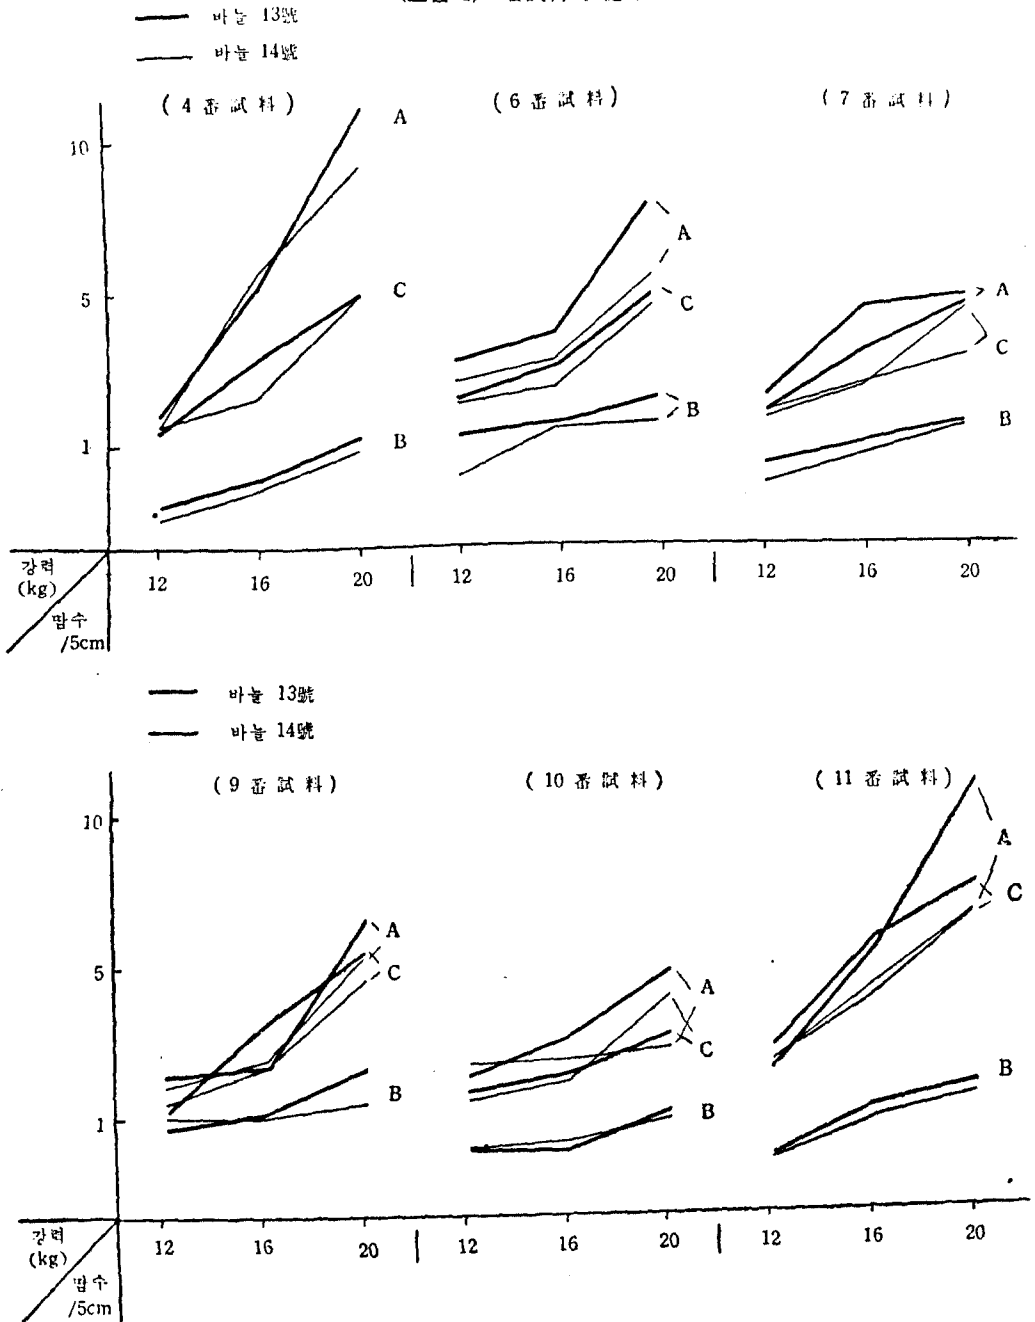 바늘 13號
바늘 14號
(4 番 試 料)
(6 番 試 料)
(7 番 試 料)
A
10
A
5
C
C
A
C
1
B
B
B
강력
(kg)
12 16 20 12 16 20 12 16 20
땀수
/5cm
바늘 13號
바늘 14號
(9 番 試 料)
(10 番 試 料)
(11 番 試 料)
10
A
A
C
5
C
A
C
1
B
B
B
강력
(kg)
12 16 20 12 16 20 12 16 20
땀수
/5cm